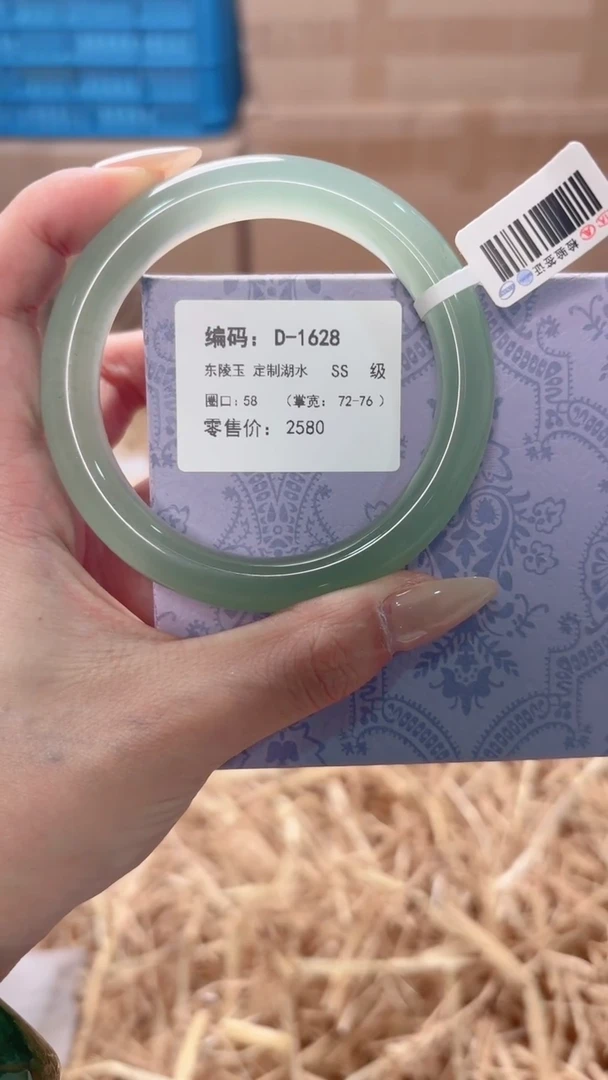 编码: D-1628
东陵玉 定制湖水 SS 级
圈口: 58 (掌宽: 72-76 )
零售价: 2580